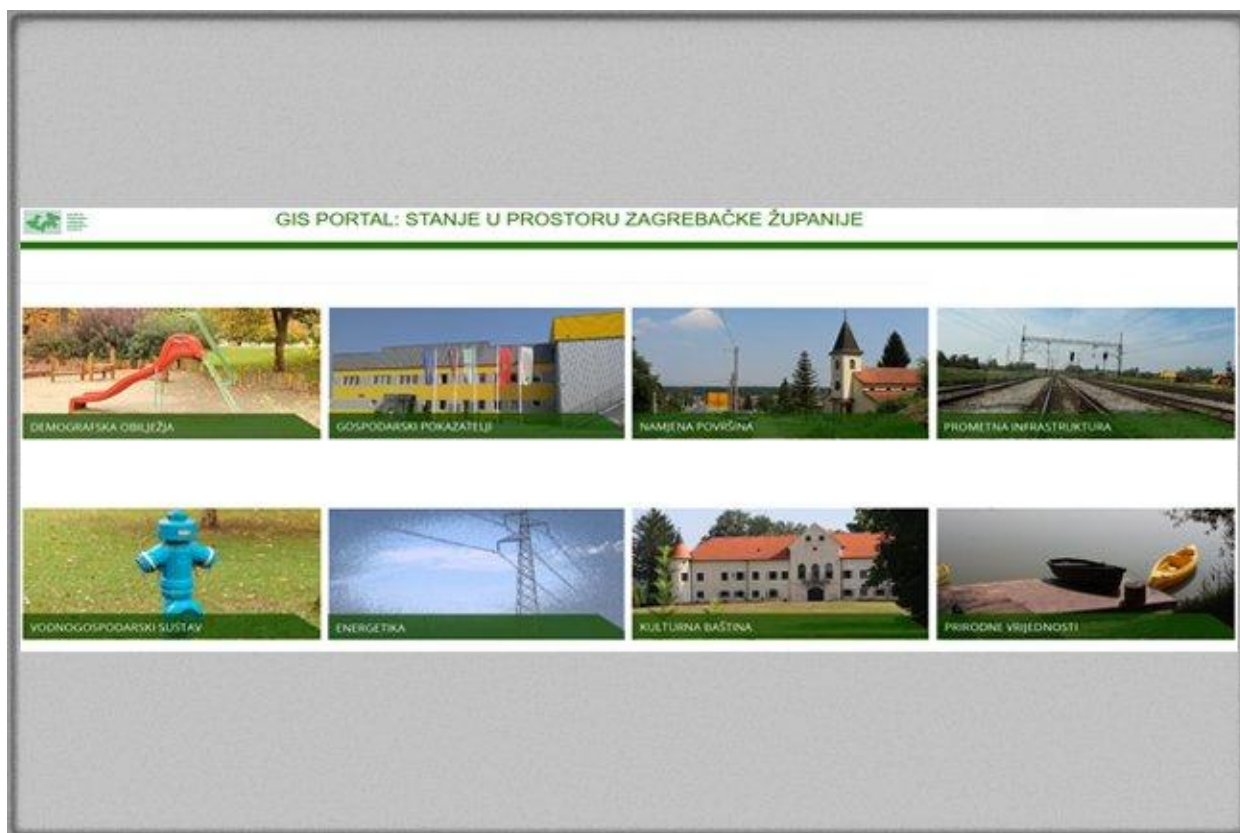 GIS PORTAL: STANJE U PROSTORU ZAGREBAČKE ŽUPANIJE
DEMOGRAFSKA OBILJEŽJA
GOSPODARSKI POKAZATELJI
NAMJENA POVRŠINA
PROMETNA INFRASTRUKTURA
VODNOGOSPODARSKI SUSTAV
ENERGETIKA
KULTURNA BAŠTINA
PRIRODNE VRIJEDNOSTI